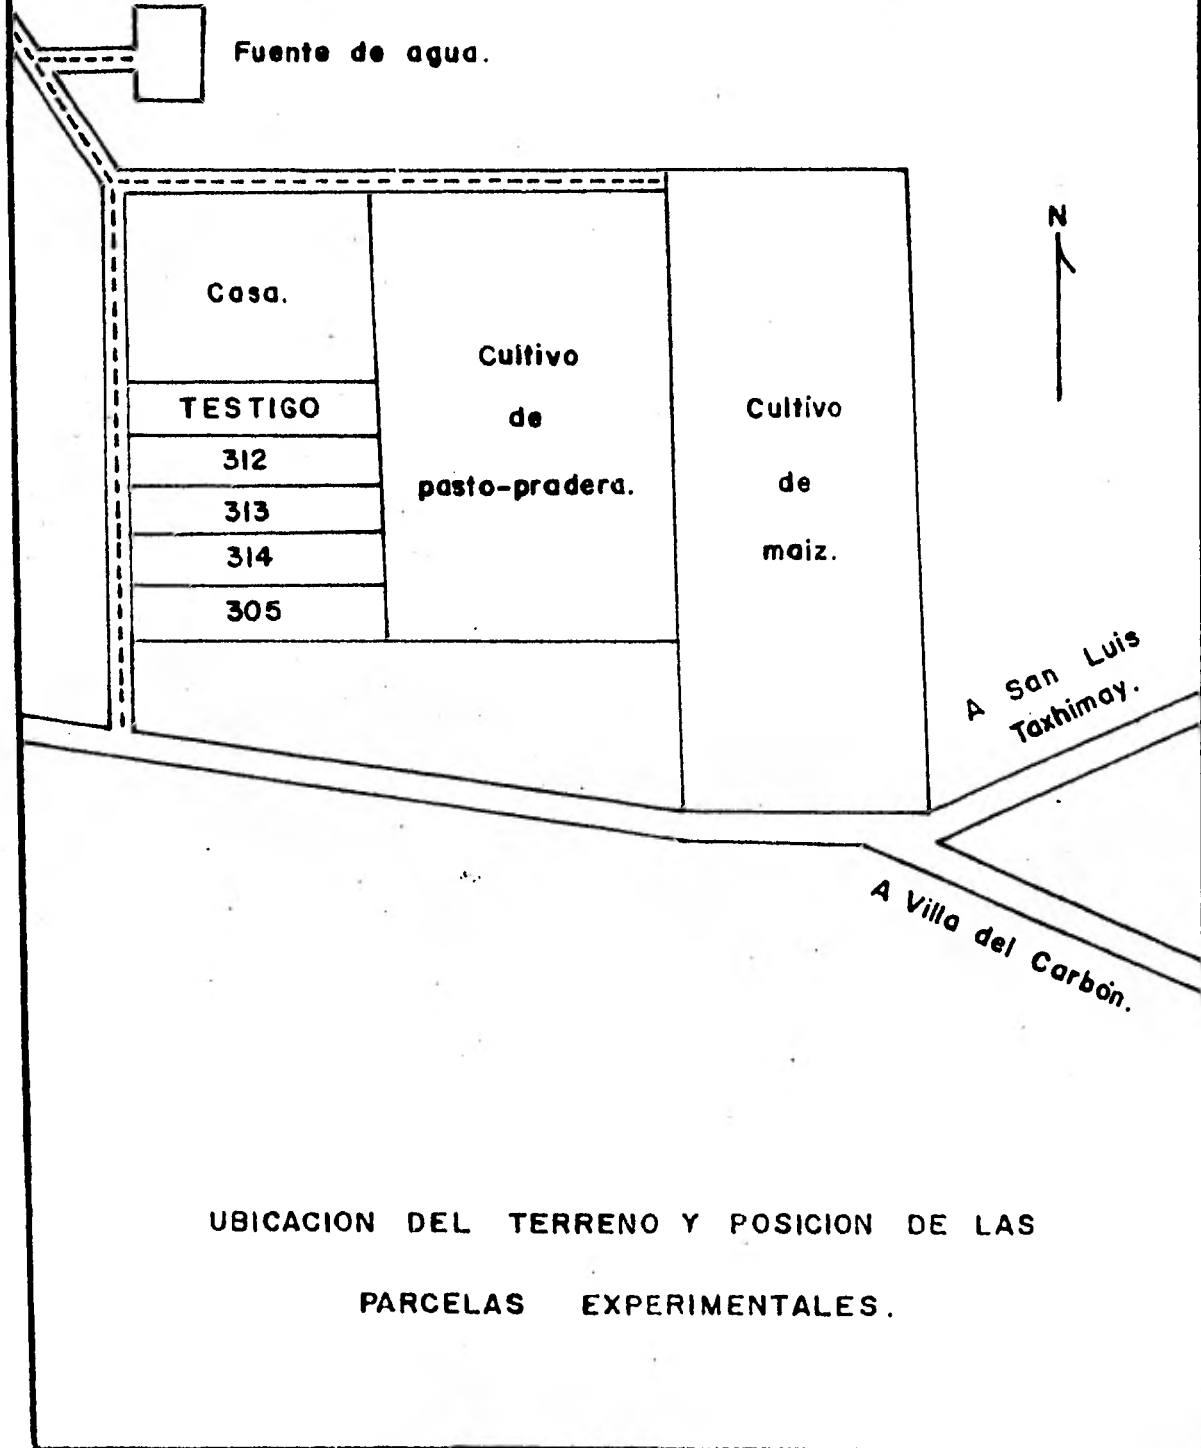 Fuente de agua.
N
Casa.
TESTIGO
312
313
314
305
Cultivo
de
pasto-pradera.
Cultivo
de
maiz.
A San Luis
Taxhimay.
A Villa del Carbón.
UBICACION DEL TERRENO Y POSICION DE LAS
PARCELAS EXPERIMENTALES.